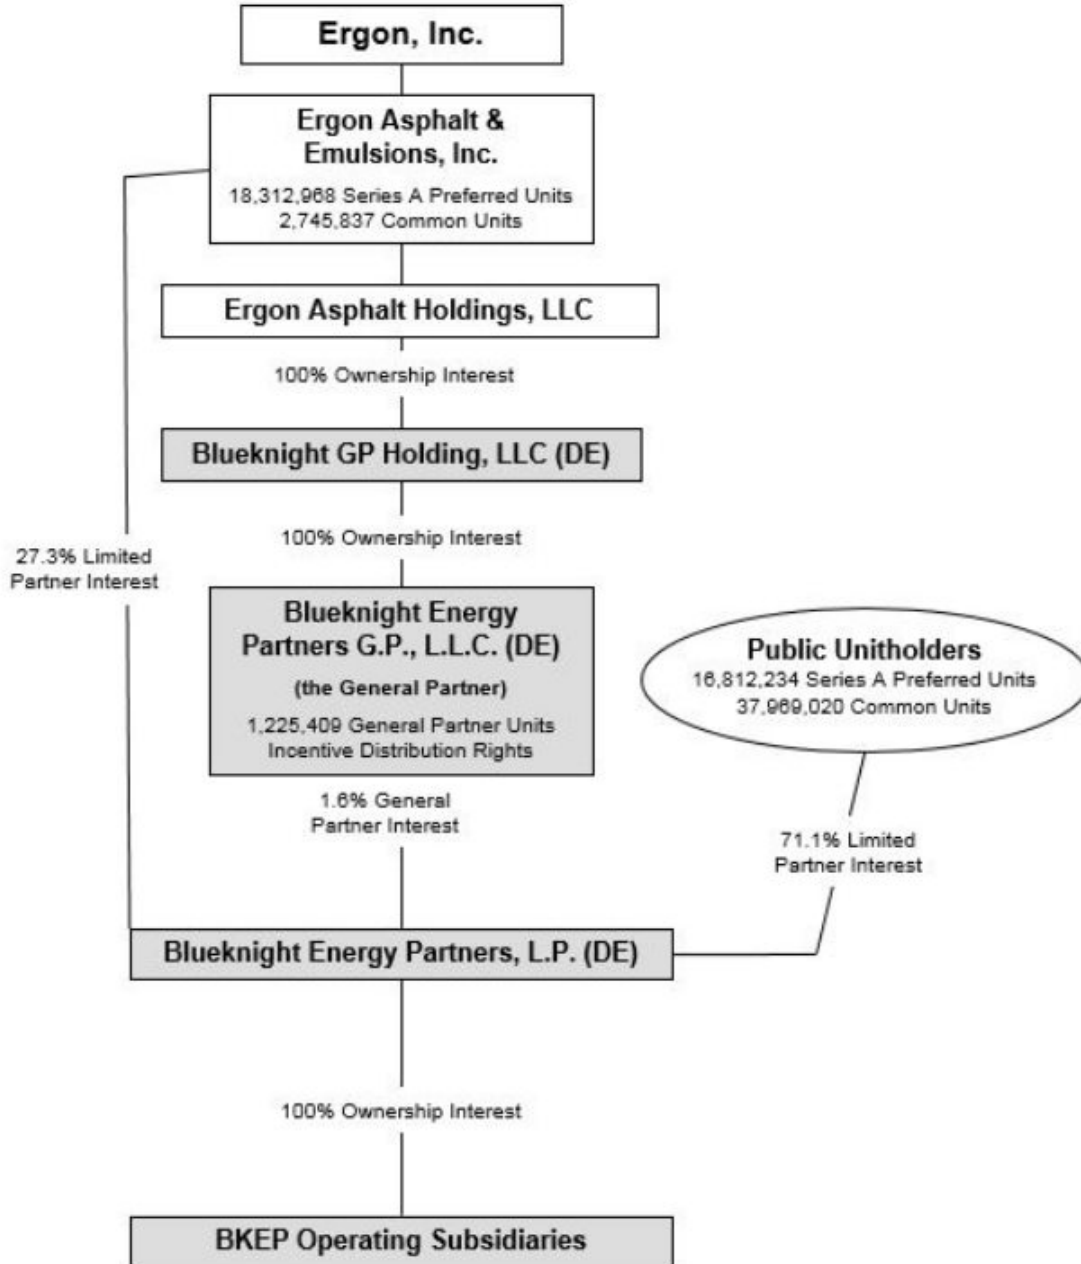 Ergon, Inc.
Ergon Asphalt &
Emulsions, Inc.
18,312,968 Series A Preferred Units
2,745,837 Common Units
Ergon Asphalt Holdings, LLC
100% Ownership Interest
Blueknight GP Holding, LLC (DE)
100% Ownership Interest
27.3% Limited
Partner Interest
Blueknight Energy
Partners G.P., L.L.C. (DE)
(the General Partner)
1,225,409 General Partner Units
Incentive Distribution Rights
Public Unitholders
16,812,234 Series A Preferred Units
37,969,020 Common Units
1.6% General
Partner Interest
71.1% Limited
Partner Interest
Blueknight Energy Partners, L.P. (DE)
100% Ownership Interest
BKEP Operating Subsidiaries